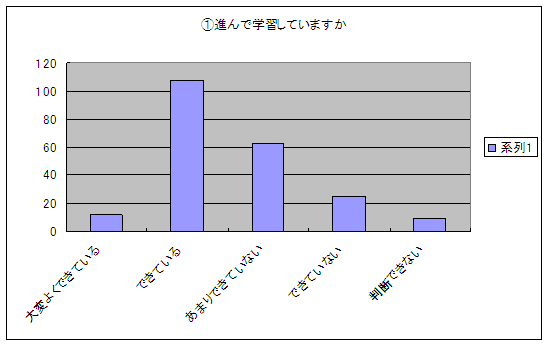 ①進んで学習していますか
120
100
80
60
40
20
0
大変よくできている
できている
あまりできていない
できていない
判断できない
系列1